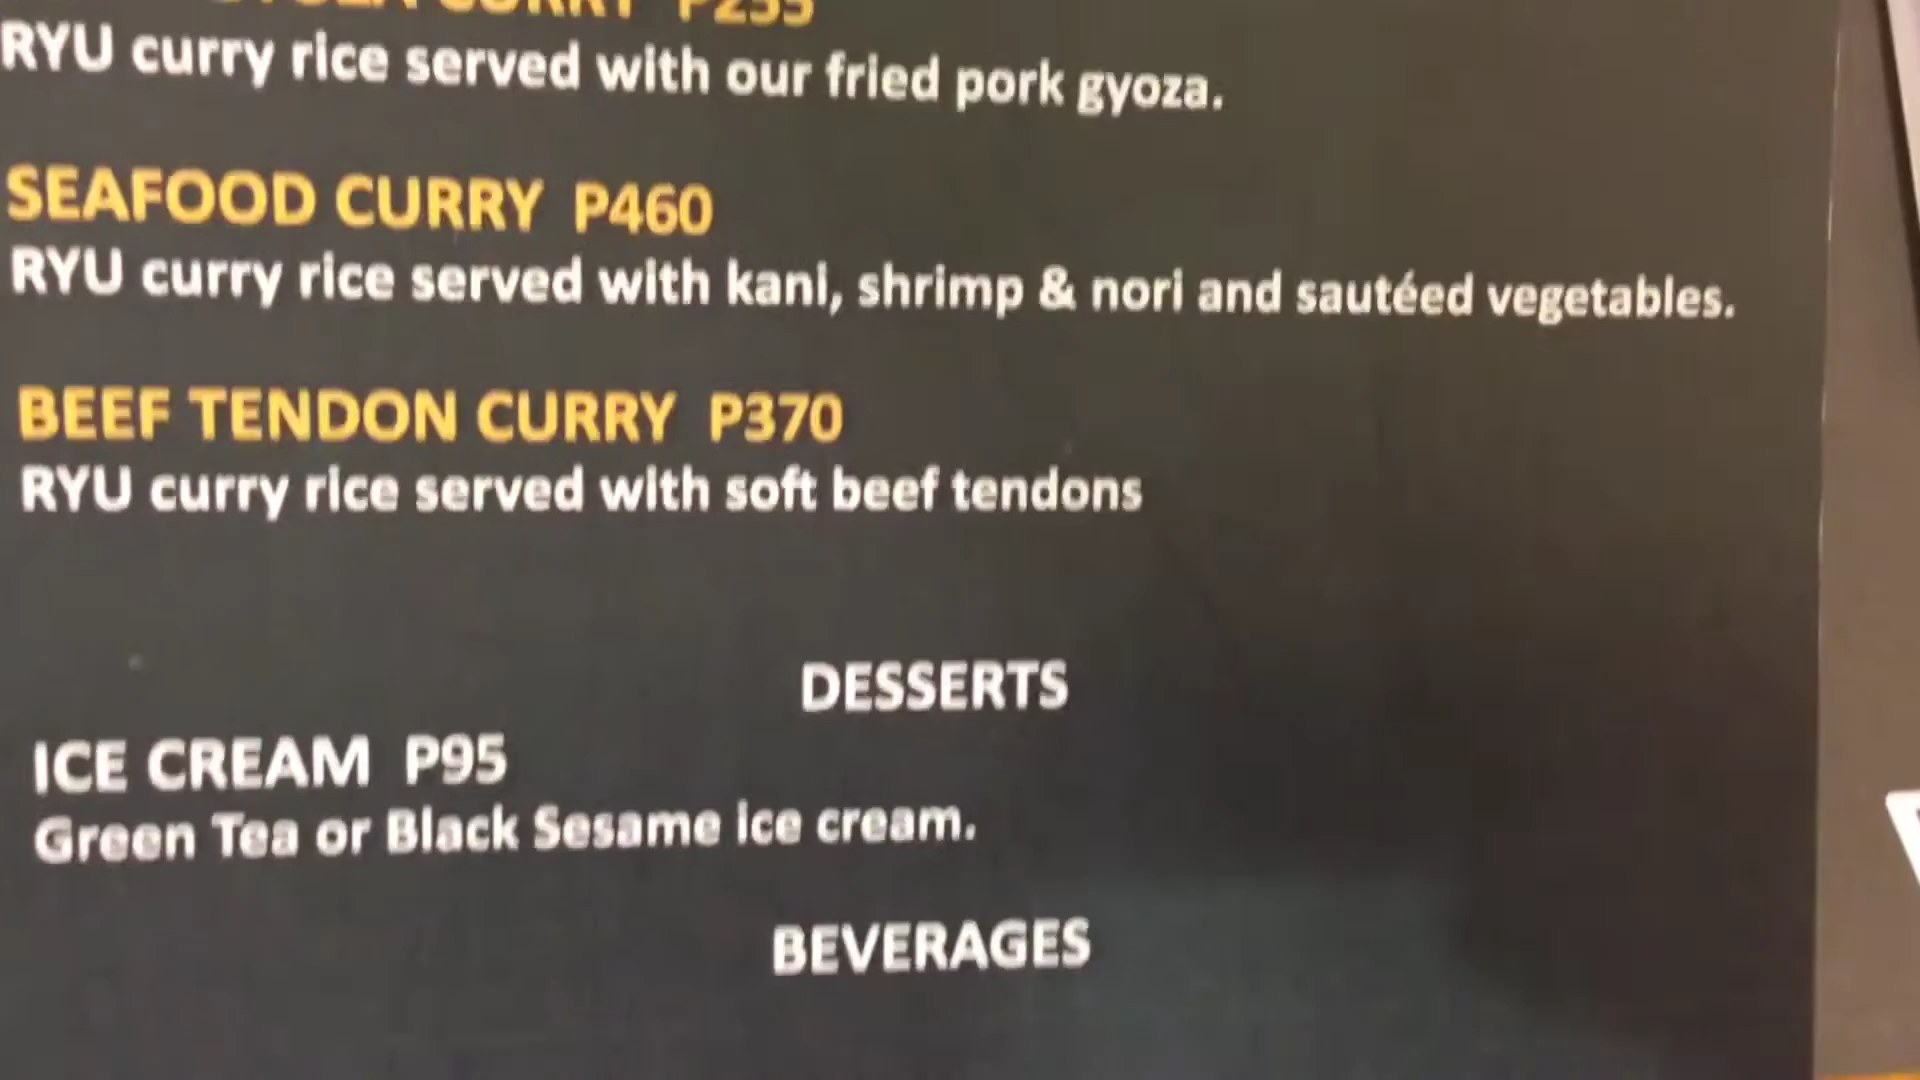 CURRY P255
RYU curry rice served with our fried pork gyoza.
SEAFOOD CURRY P460
RYU curry rice served with kani, shrimp & nori and sautéed vegetables.
BEEF TENDON CURRY P370
RYU curry rice served with soft beef tendons
DESSERTS
ICE CREAM P95
Green Tea or Black Sesame ice cream.
BEVERAGES